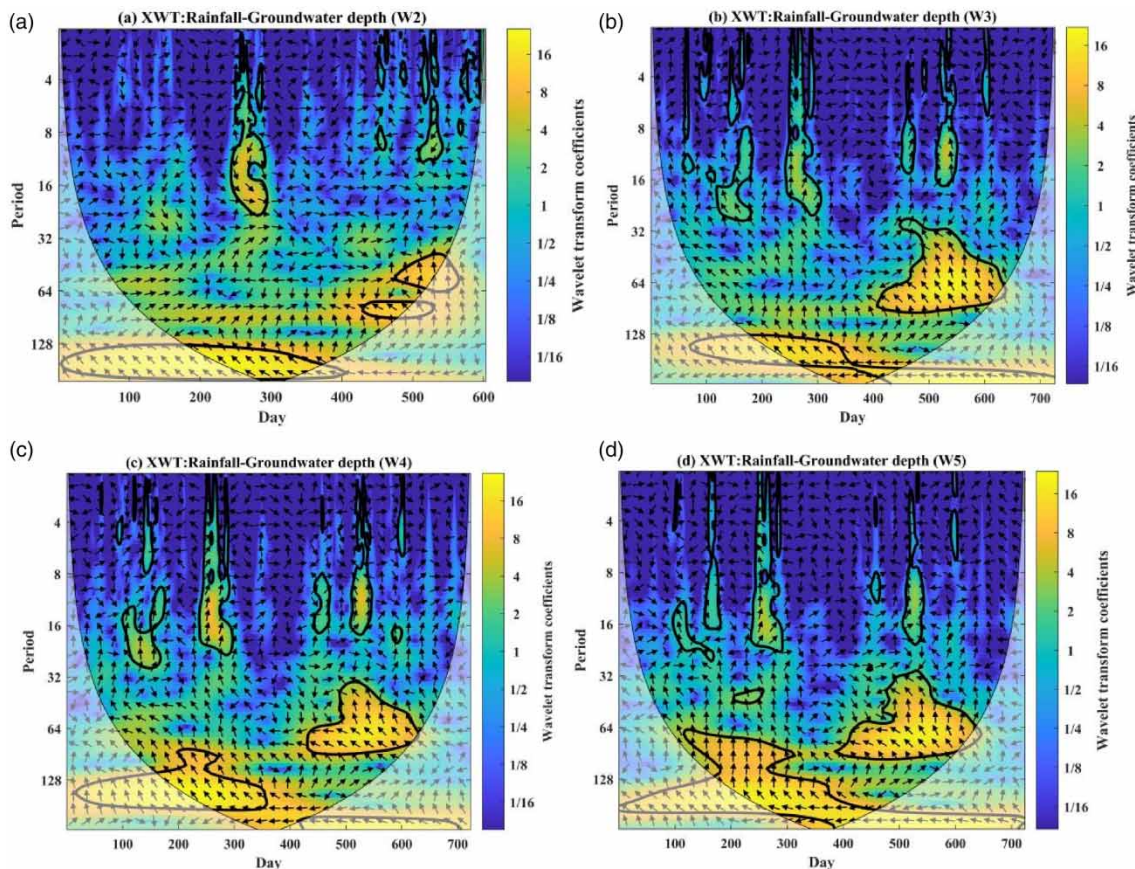 (a)
(a) XWT:Rainfall-Groundwater depth (W2)
Period
4
8
16
32
64
128
100 200 300 400 500 600
Day
16
8
4
2
1
1/2
1/4
1/8
1/16
Wavelet transform coefficients
(b)
(b) XWT:Rainfall-Groundwater depth (W3)
Period
4
8
16
32
64
128
100 200 300 400 500 600 700
Day
16
8
4
2
1
1/2
1/4
1/8
1/16
Wavelet transform coefficients
(c)
(c) XWT:Rainfall-Groundwater depth (W4)
Period
4
8
16
32
64
128
100 200 300 400 500 600 700
Day
16
8
4
2
1
1/2
1/4
1/8
1/16
Wavelet transform coefficients
(d)
(d) XWT:Rainfall-Groundwater depth (W5)
Period
4
8
16
32
64
128
100 200 300 400 500 600 700
Day
16
8
4
2
1
1/2
1/4
1/8
1/16
Wavelet transform coefficients